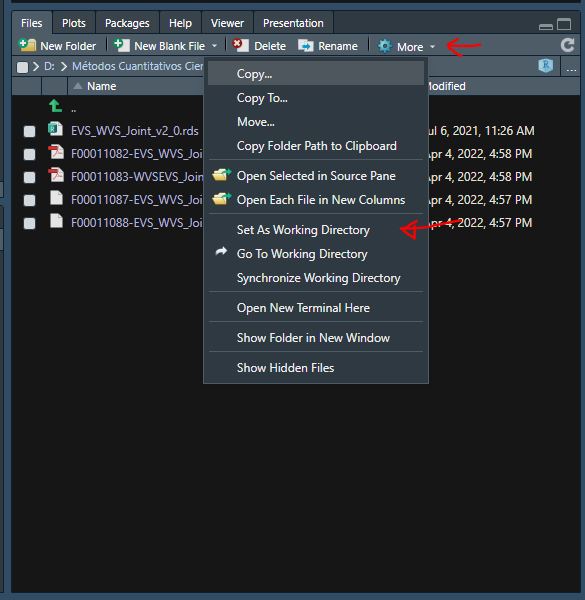 Files Plots Packages Help Viewer Presentation
New Folder New Blank File Delete Rename More
D: Métodos Cuantitativos Cien ...
Name Modified
..
EVS_WVS_Joint_v2_0.rds Jul 6, 2021, 11:26 AM
F00011082-EVS_WVS_Joi Apr 4, 2022, 4:58 PM
F00011083-WVSEVS_Joint Apr 4, 2022, 4:58 PM
F00011087-EVS_WVS_Joi Apr 4, 2022, 4:57 PM
F00011088-EVS_WVS_Joi Apr 4, 2022, 4:57 PM
Copy...
Copy To...
Move...
Copy Folder Path to Clipboard
Open Selected in Source Pane
Open Each File in New Columns
Set As Working Directory
Go To Working Directory
Synchronize Working Directory
Open New Terminal Here
Show Folder in New Window
Show Hidden Files